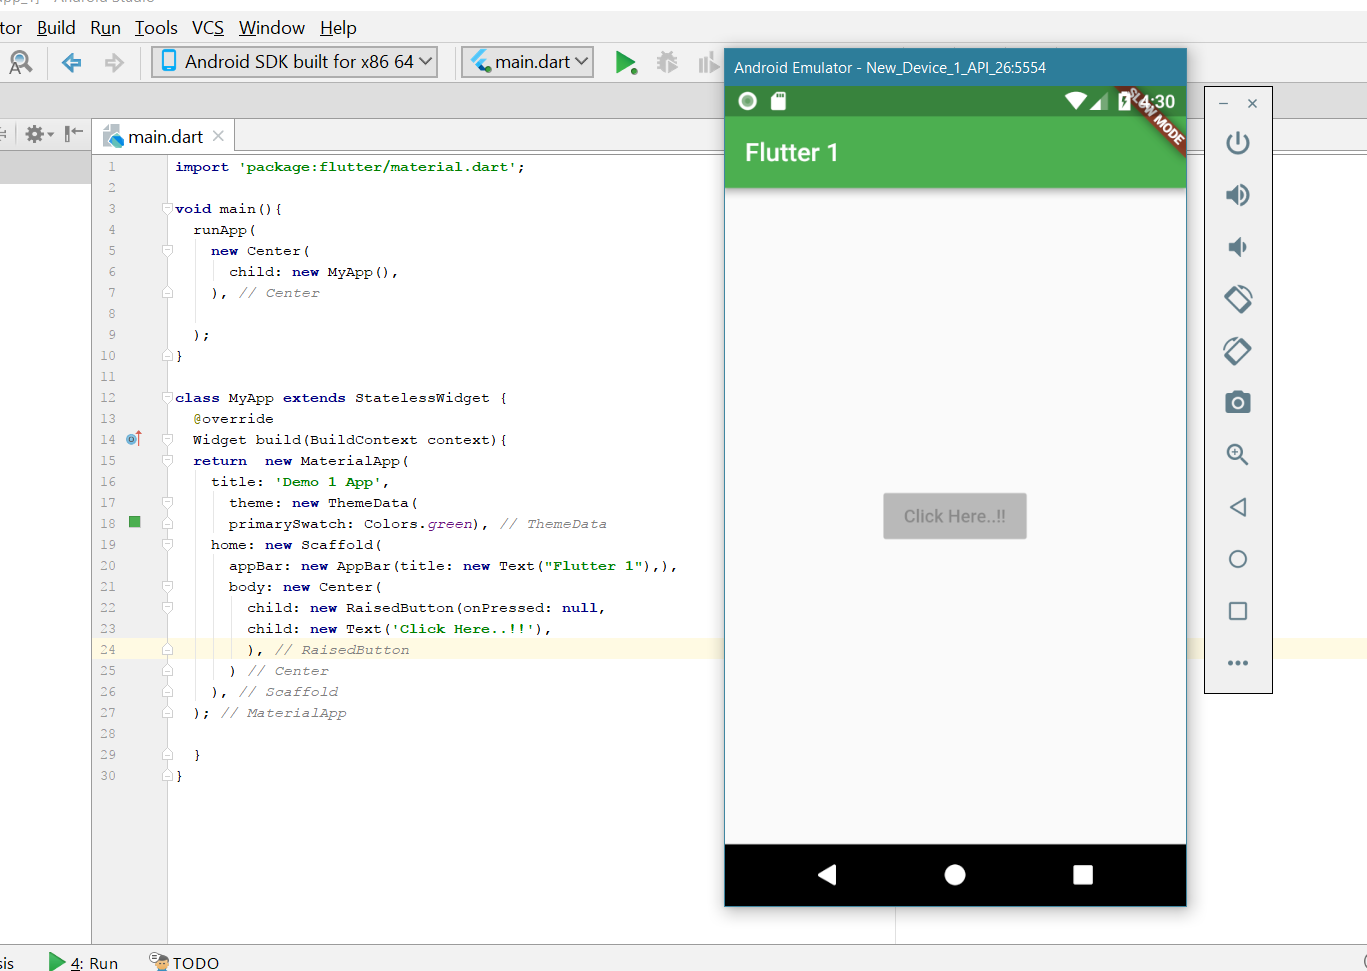 tor Build Run Tools VCS Window Help
Android SDK built for x86 64
main.dart
main.dart
1 import 'package:flutter/material.dart';
2
3 void main(){
4 runApp(
5 new Center(
6 child: new MyApp(),
7 ), // Center
8
9 );
10 }
11
12 class MyApp extends StatelessWidget {
13 @override
14 Widget build(BuildContext context){
15 return  new MaterialApp(
16 title: 'Demo 1 App',
17 theme: new ThemeData(
18 primarySwatch: Colors.green), // ThemeData
19 home: new Scaffold(
20 appBar: new AppBar(title: new Text("Flutter 1"),),
21 body: new Center(
22 child: new RaisedButton(onPressed: null,
23 child: new Text('Click Here..!!'),
24 ), // RaisedButton
25 ) // Center
26 ), // Scaffold
27 ); // MaterialApp
28
29 }
30 }
Android Emulator - New_Device_1_API_26:5554
4:30
SLOW MODE
Flutter 1
Click Here..!!
sis 4: Run TODO